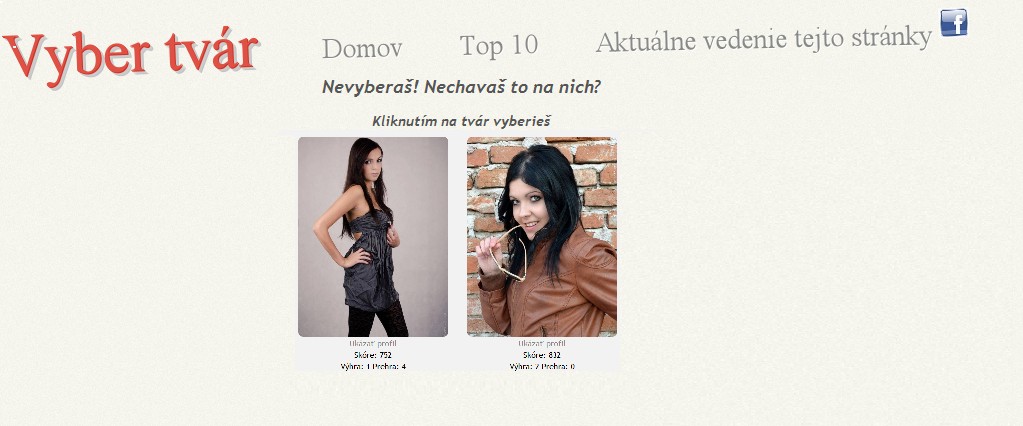 Vyber tvár
Domov
Top 10
Aktuálne vedenie tejto stránky
Nevyberaš! Nechavaš to na nich?
Kliknutím na tvár vyberieš
Ukázať profil
Skóre: 752
Výhra: 1 Prehra: 4
Ukázať profil
Skóre: 832
Výhra: 7 Prehra: 0